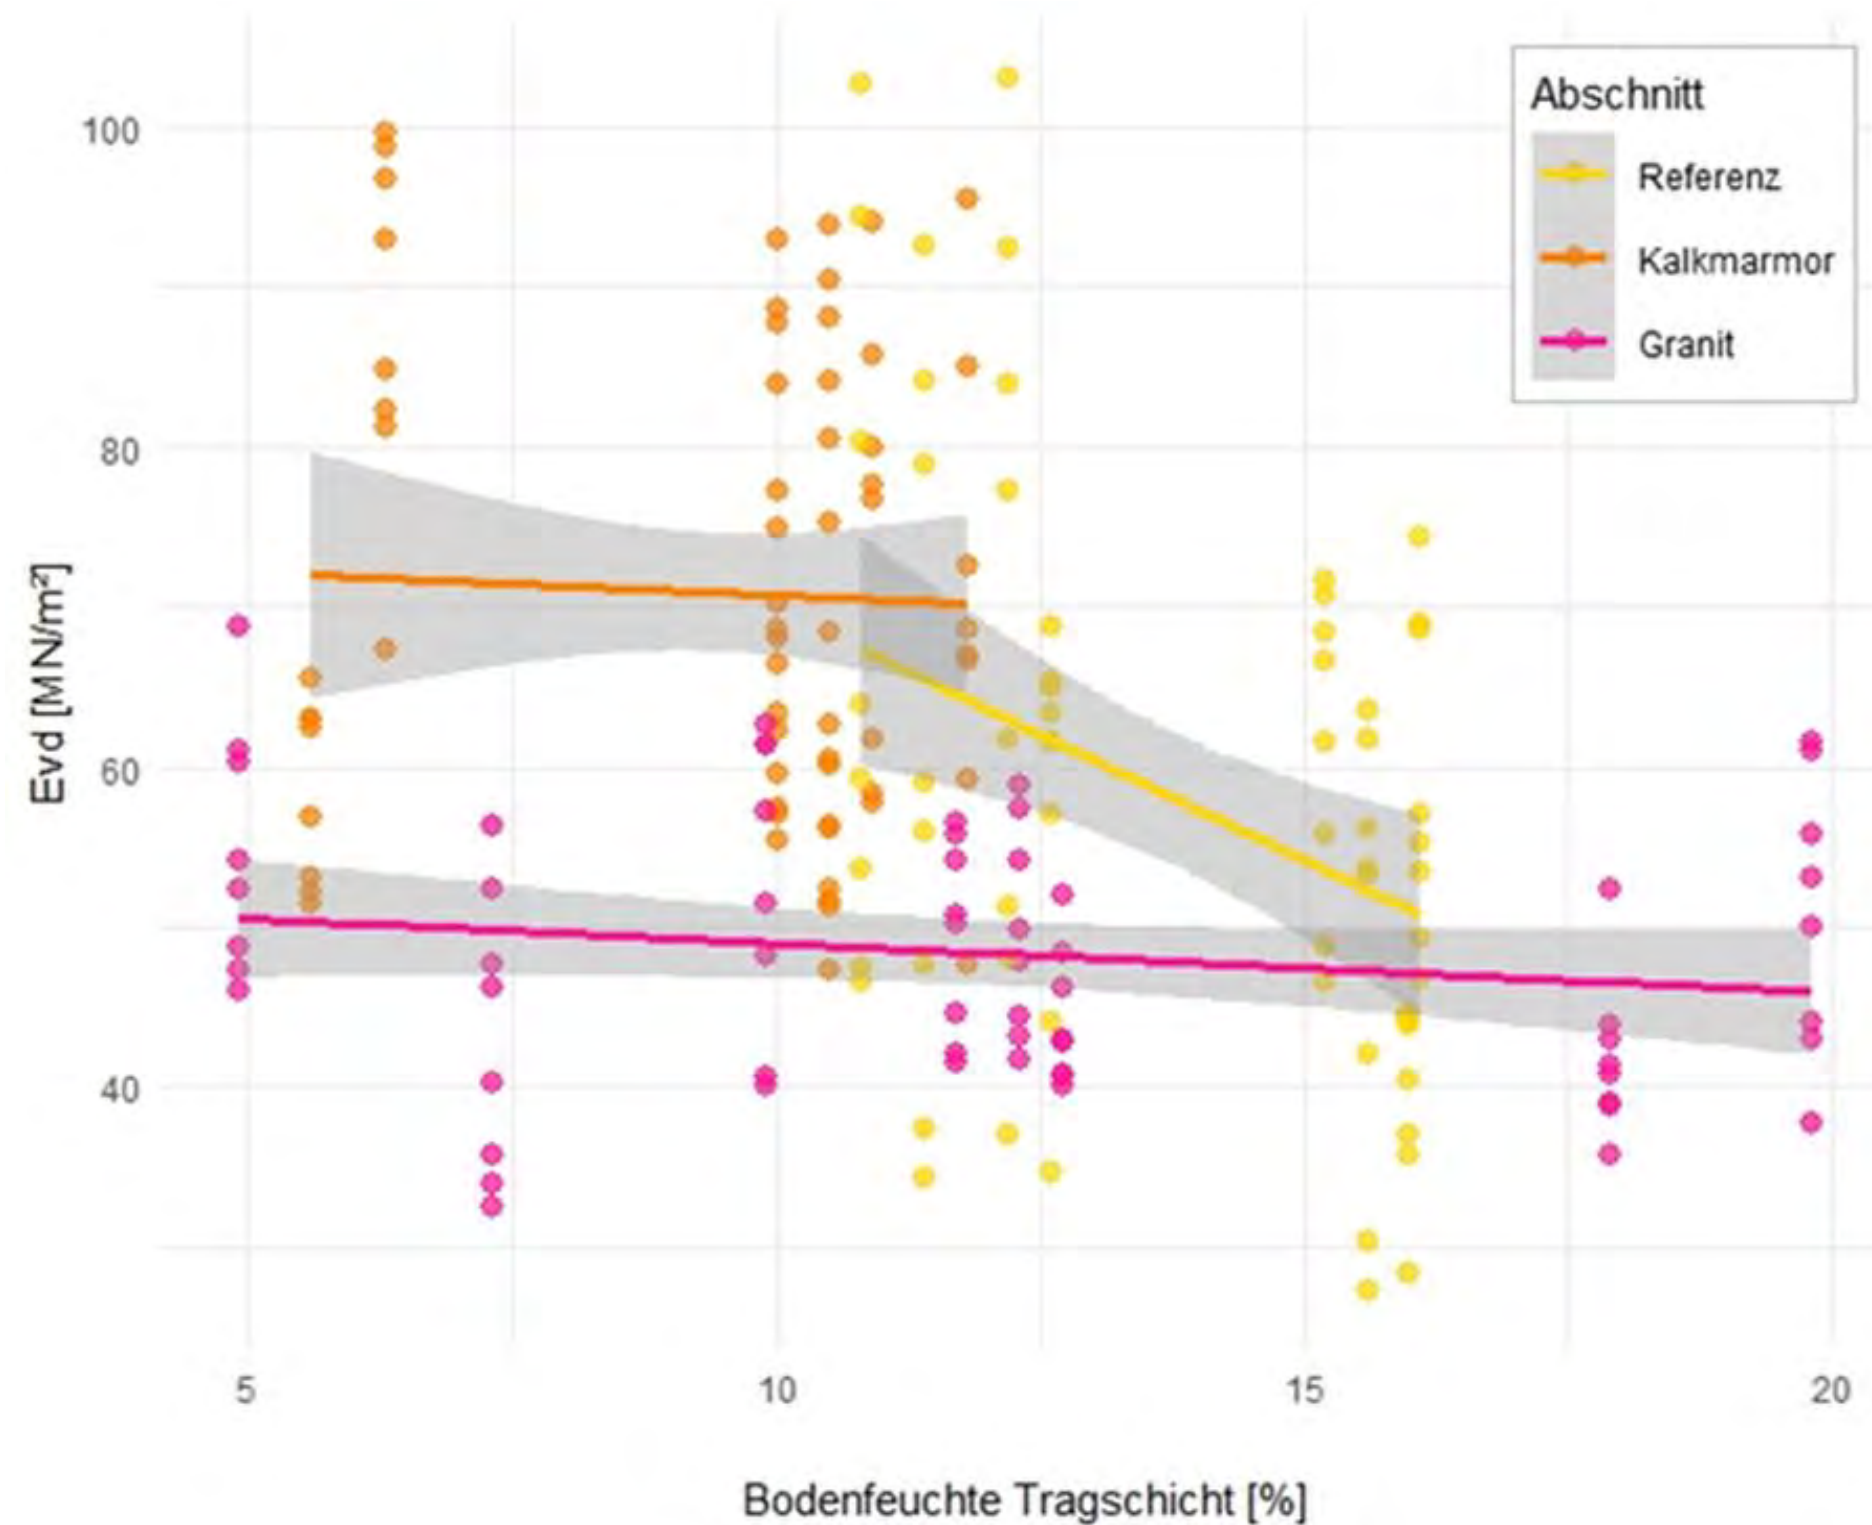 Abschnitt
Referenz
Kalkmarmor
Granit
100
80
60
40
Evd [MN/m²]
5 10 15 20
Bodenfeuchte Tragschicht [%]